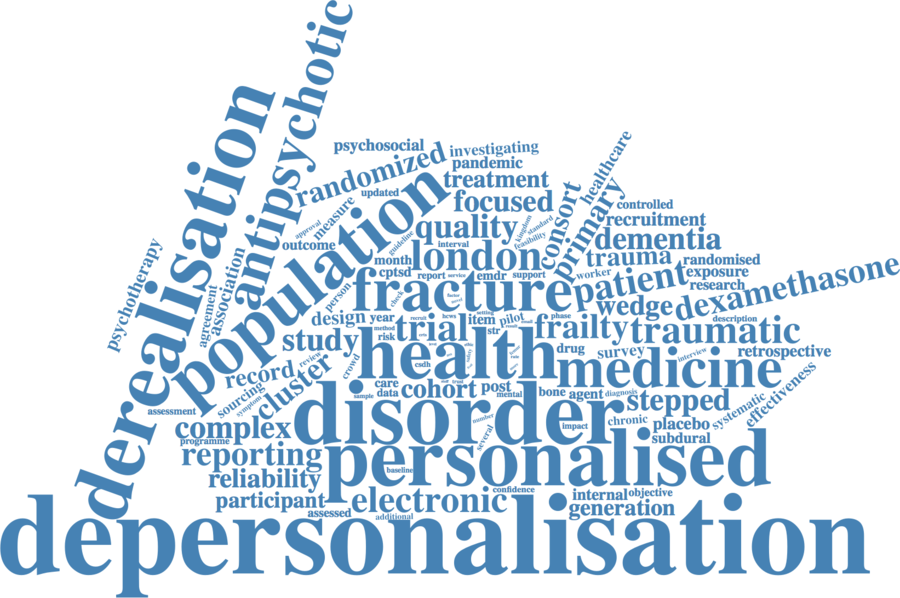 antipsychotic
derealisation
psychosocial
randomized
investigating
pandemic
healthcare
treatment
updated
population
focused
consort
primary
controlled
measure
approval
quality
kingdom
standard
feasibility
recruitment
guideline
outcome
interval
dementia
psychotherapy
association
month
london
trauma
randomised
cptsd
report
service
emdr
support
worker
exposure
person
fracture
patient
research
dexamethasone
agreement
check
wedge
design
year
trial
item
pilot
phase
frailty
traumatic
description
study
risk
method
str
health
drug
survey
interview
retrospective
record
review
crowd
csdh
medicine
cluster
sourcing
symptom
care
data
sample
cohort
post
mental
bone
agent
diagnosis
stepped
effectiveness
systematic
assessment
complex
disorder
number
impact
chronic
placebo
programme
several
subdural
reporting
personalised
baseline
reliability
participant
electronic
confidence
internal
objective
assessed
additional
generation
depersonalisation